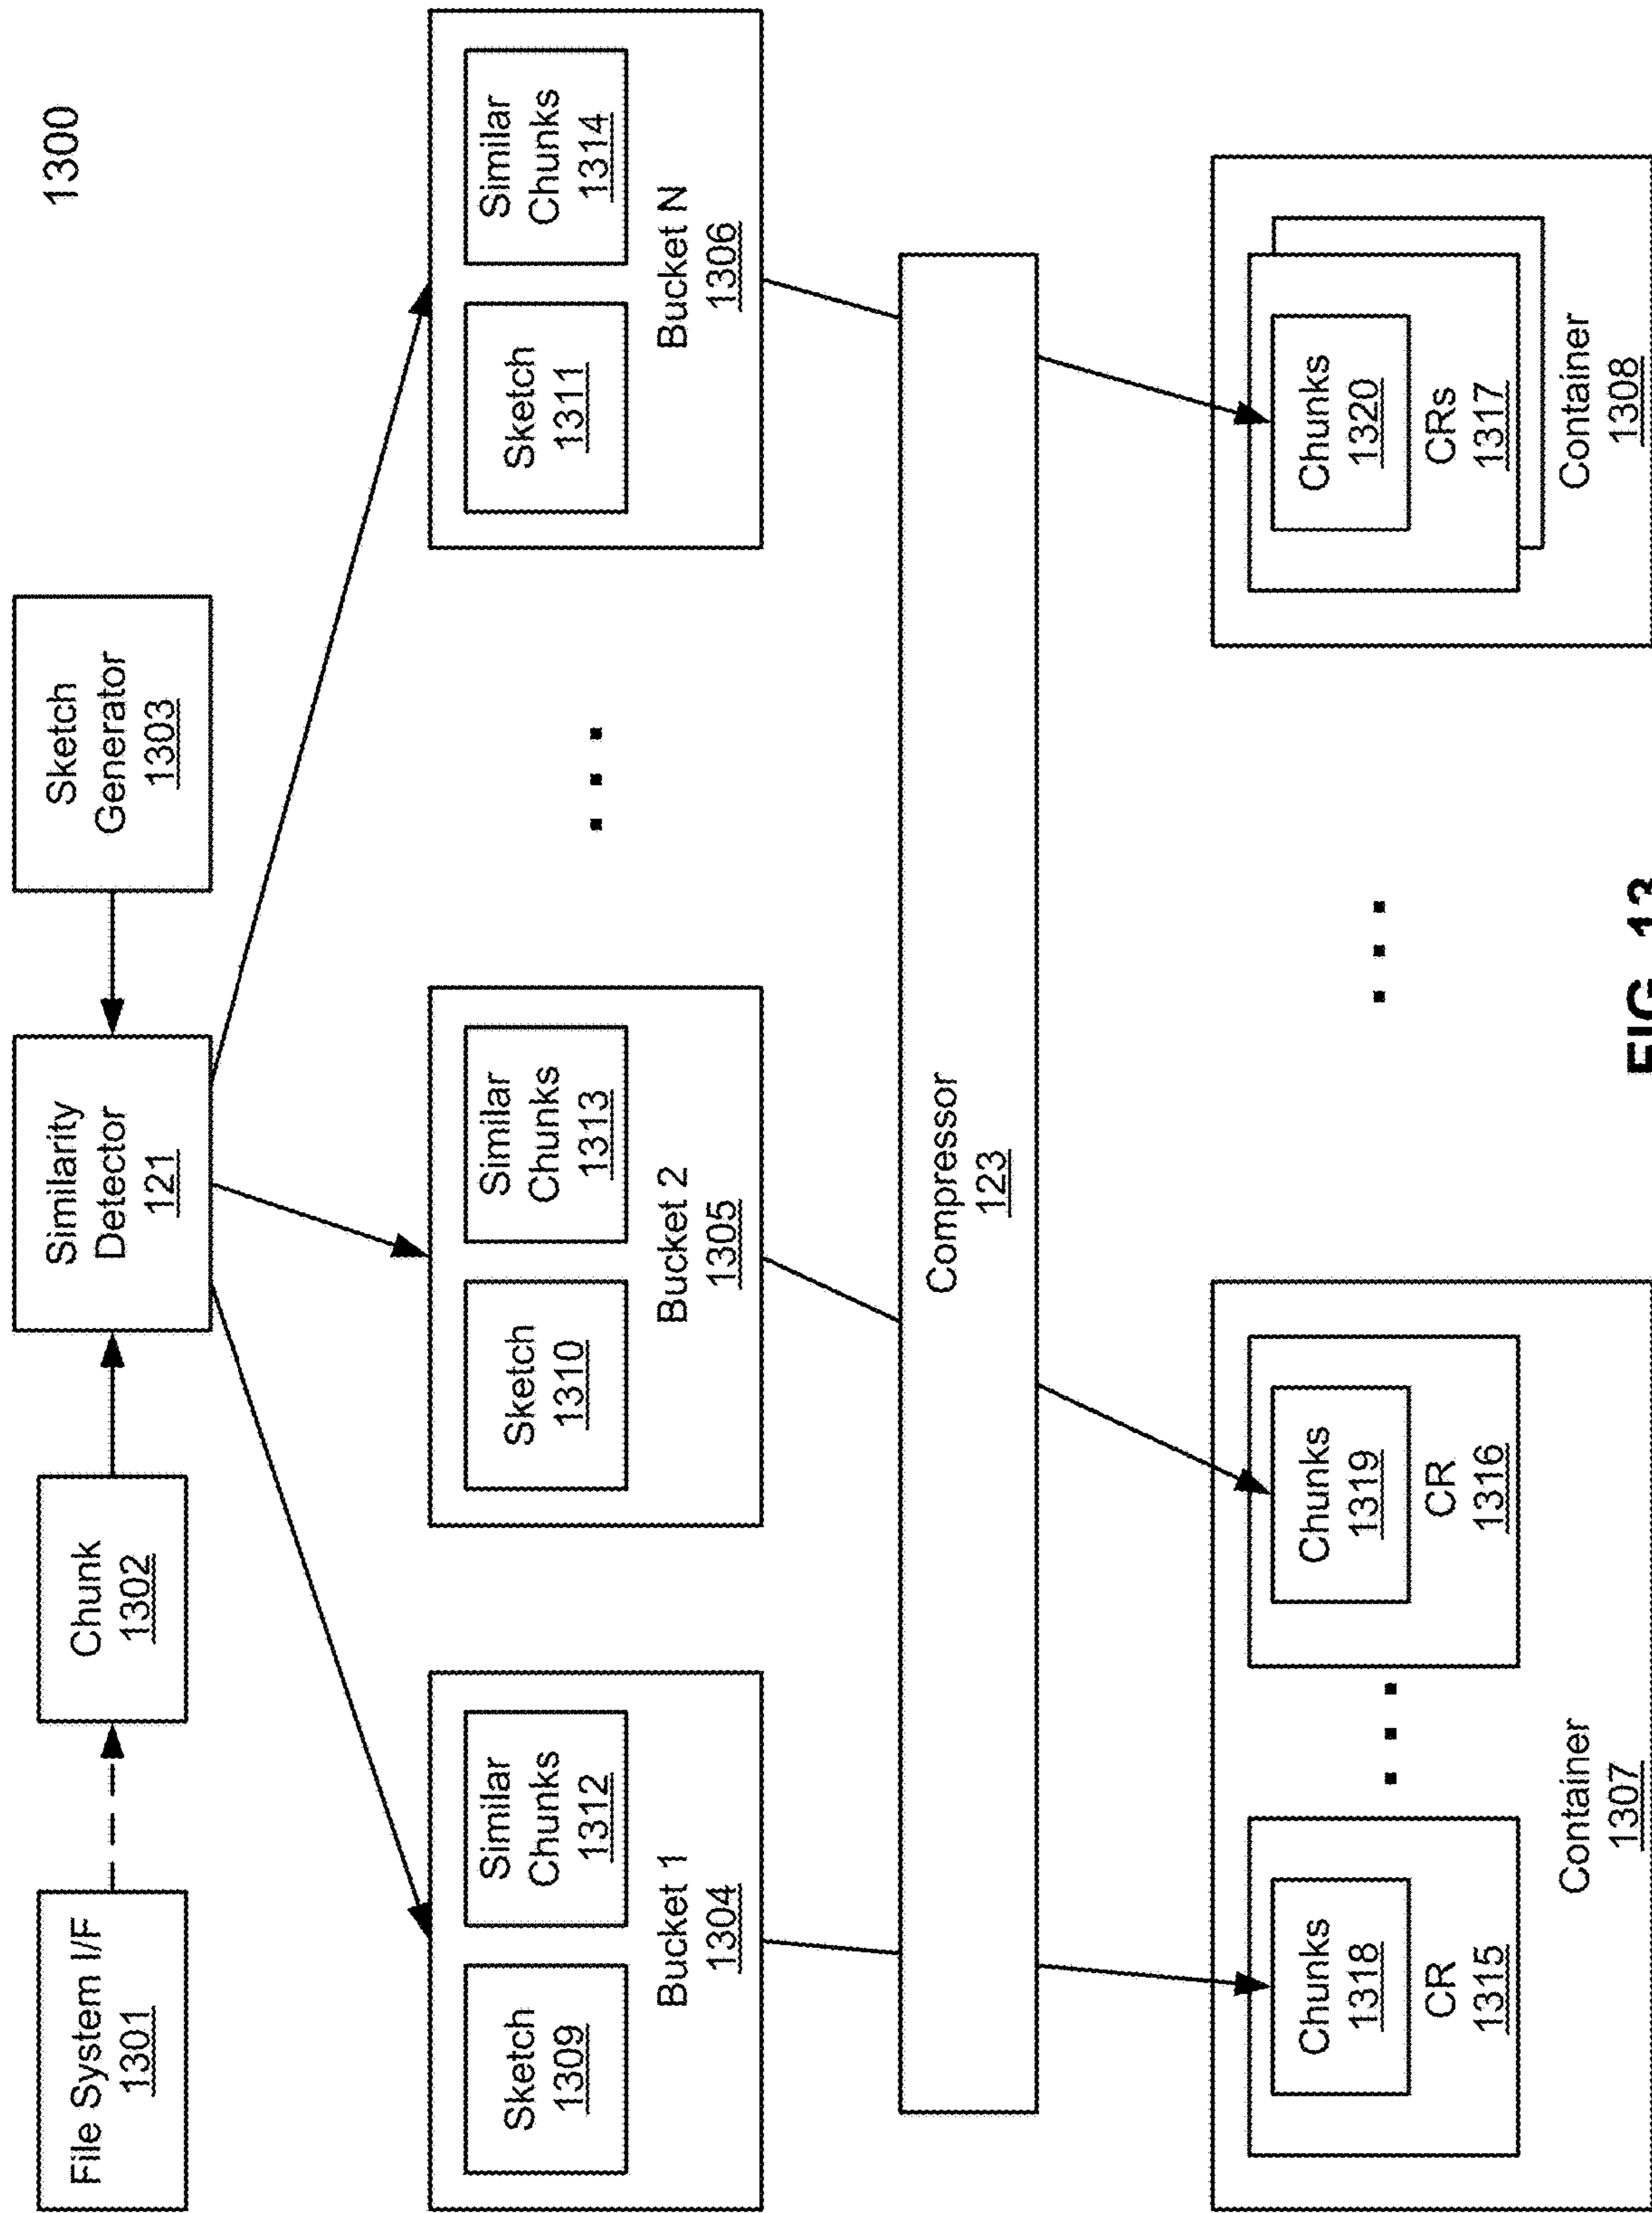 1300
File System I/F
1301
Chunk
1302
Similarity
Detector
121
Sketch
Generator
1303
Sketch
1309
Similar
Chunks
1312
Bucket 1
1304
Sketch
1310
Similar
Chunks
1313
Bucket 2
1305
Sketch
1311
Similar
Chunks
1314
Bucket N
1306
Compressor
123
Chunks
1318
CR
1315
Chunks
1319
CR
1316
Container
1307
Chunks
1320
CRs
1317
Container
1308
FIG. 13